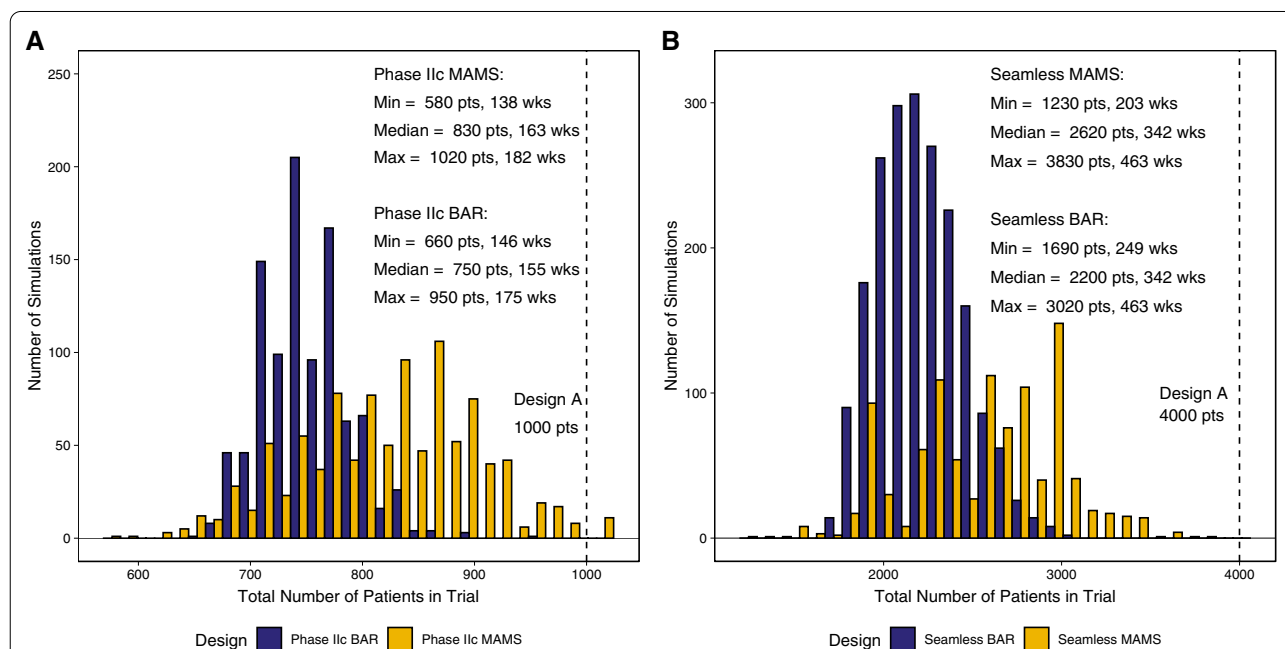 A
250
200
150
100
50
0
Number of Simulations
Phase IIc MAMS:
Min = 580 pts, 138 wks
Median = 830 pts, 163 wks
Max = 1020 pts, 182 wks
Phase IIc BAR:
Min = 660 pts, 146 wks
Median = 750 pts, 155 wks
Max = 950 pts, 175 wks
Design A
1000 pts
600 700 800 900 1000
Total Number of Patients in Trial
Design Phase IIc BAR Phase IIc MAMS
B
300
200
100
0
Number of Simulations
Seamless MAMS:
Min = 1230 pts, 203 wks
Median = 2620 pts, 342 wks
Max = 3830 pts, 463 wks
Seamless BAR:
Min = 1690 pts, 249 wks
Median = 2200 pts, 342 wks
Max = 3020 pts, 463 wks
Design A
4000 pts
2000 3000 4000
Total Number of Patients in Trial
Design Seamless BAR Seamless MAMS